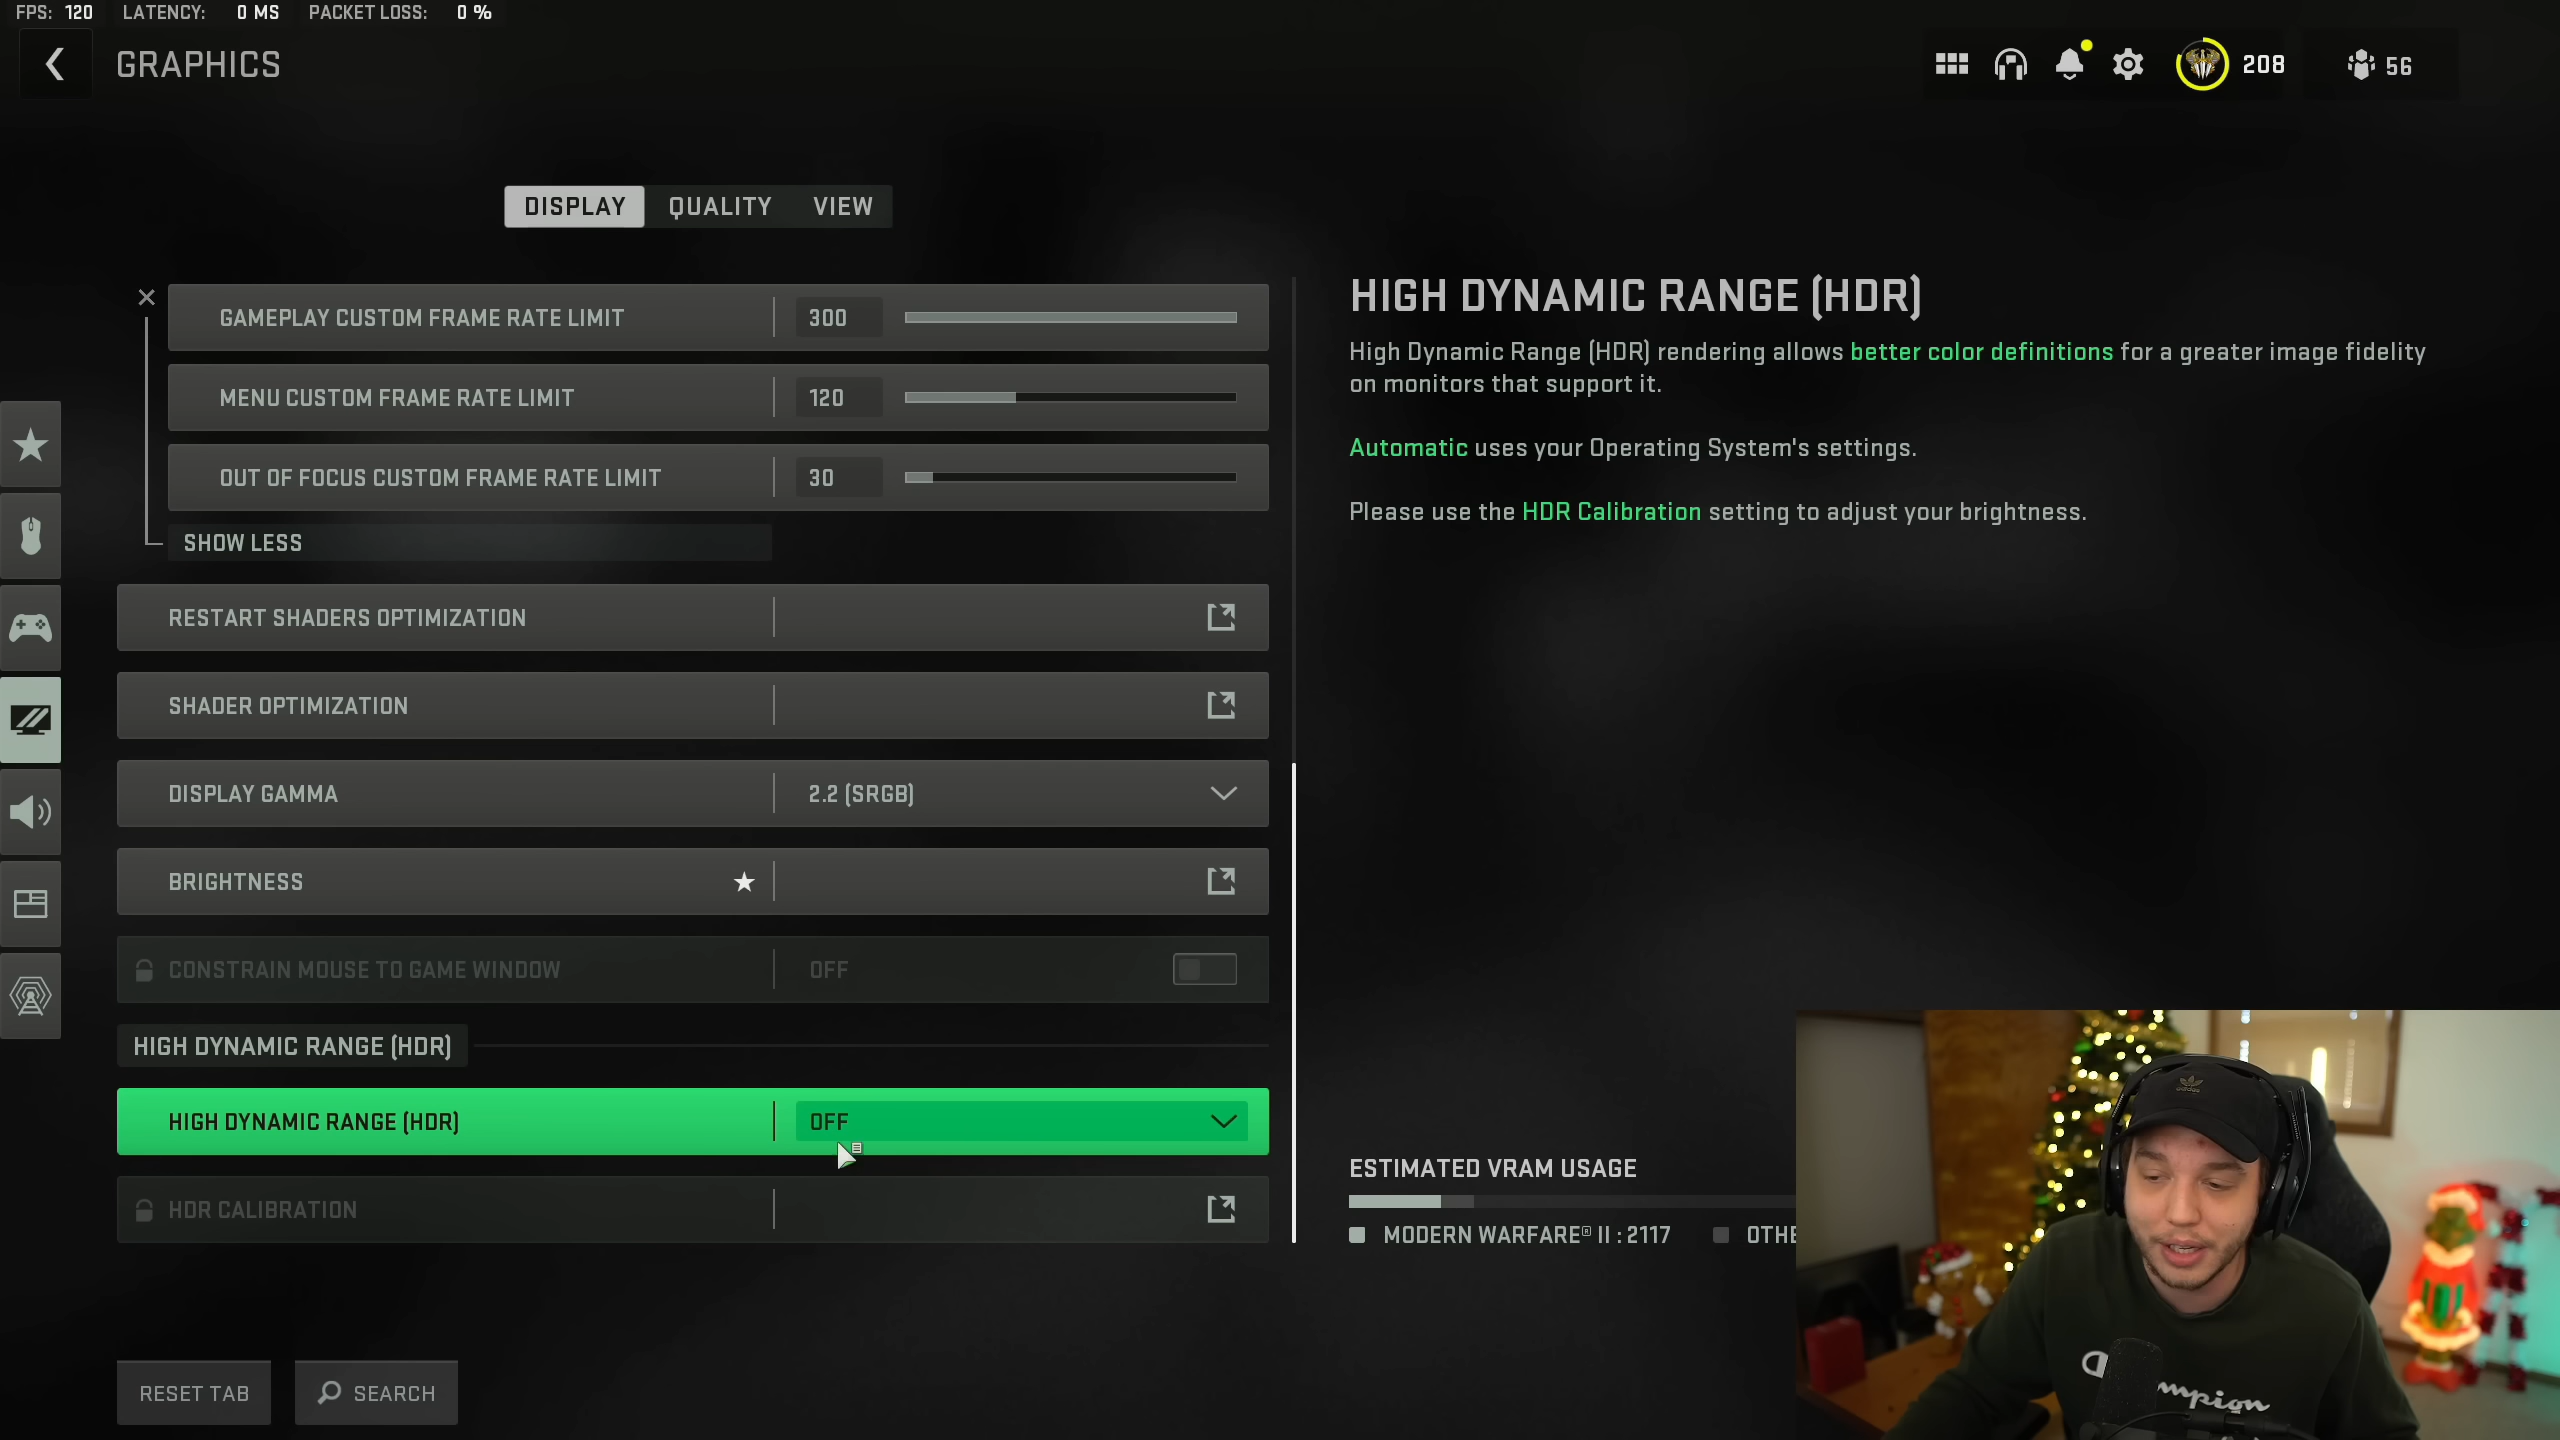 FPS: 120 LATENCY: 0 MS PACKET LOSS: 0 %
GRAPHICS
208
56
DISPLAY QUALITY VIEW
GAMEPLAY CUSTOM FRAME RATE LIMIT 300
MENU CUSTOM FRAME RATE LIMIT 120
OUT OF FOCUS CUSTOM FRAME RATE LIMIT 30
SHOW LESS
RESTART SHADERS OPTIMIZATION
SHADER OPTIMIZATION
DISPLAY GAMMA 2.2 (SRGB)
BRIGHTNESS
CONSTRAIN MOUSE TO GAME WINDOW OFF
HIGH DYNAMIC RANGE (HDR)
HIGH DYNAMIC RANGE (HDR) OFF
HDR CALIBRATION
RESET TAB SEARCH
HIGH DYNAMIC RANGE (HDR)
High Dynamic Range (HDR) rendering allows better color definitions for a greater image fidelity
on monitors that support it.
Automatic uses your Operating System's settings.
Please use the HDR Calibration setting to adjust your brightness.
ESTIMATED VRAM USAGE
MODERN WARFARE® II : 2117 OTHE
adidas
mpion